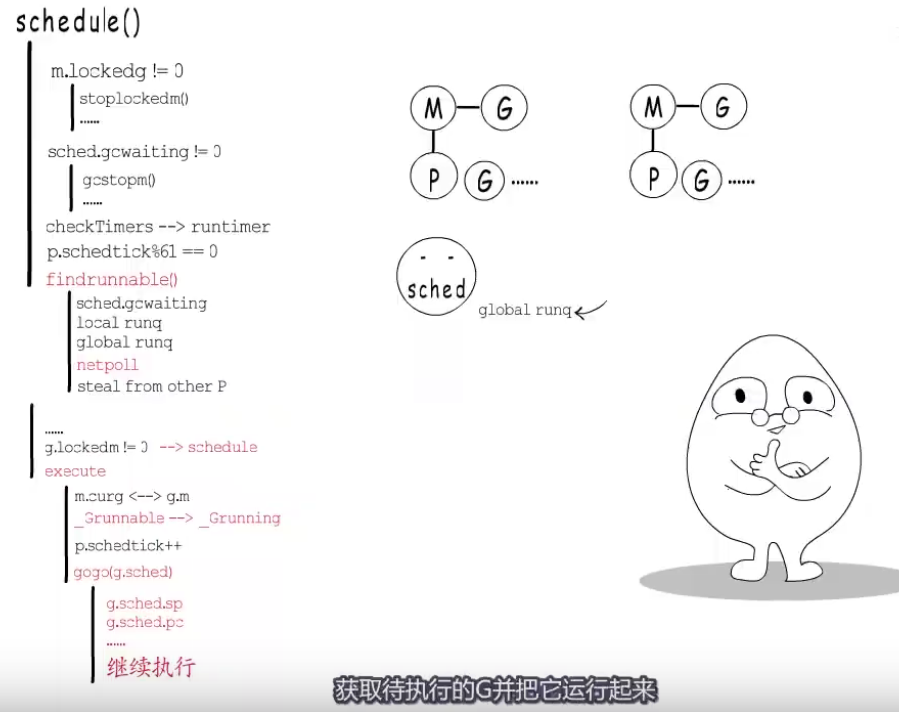 schedule()
m.lockedg != 0
stoplockedm()
......
sched.gcwaiting != 0
gcstopm()
......
checkTimers --> runtimer
p.schedtick%61 == 0
findrunnable()
sched.gcwaiting
local runq
global runq
netpoll
steal from other P
......
g.lockedm != 0 --> schedule
execute
m.curg <--> g.m
_Grunnable --> _Grunning
p.schedtick++
gogo(g.sched)
g.sched.sp
g.sched.pc
......
继续执行
M G
P G ......
M G
P G ......
sched
global runq
获取待执行的G并把它运行起来